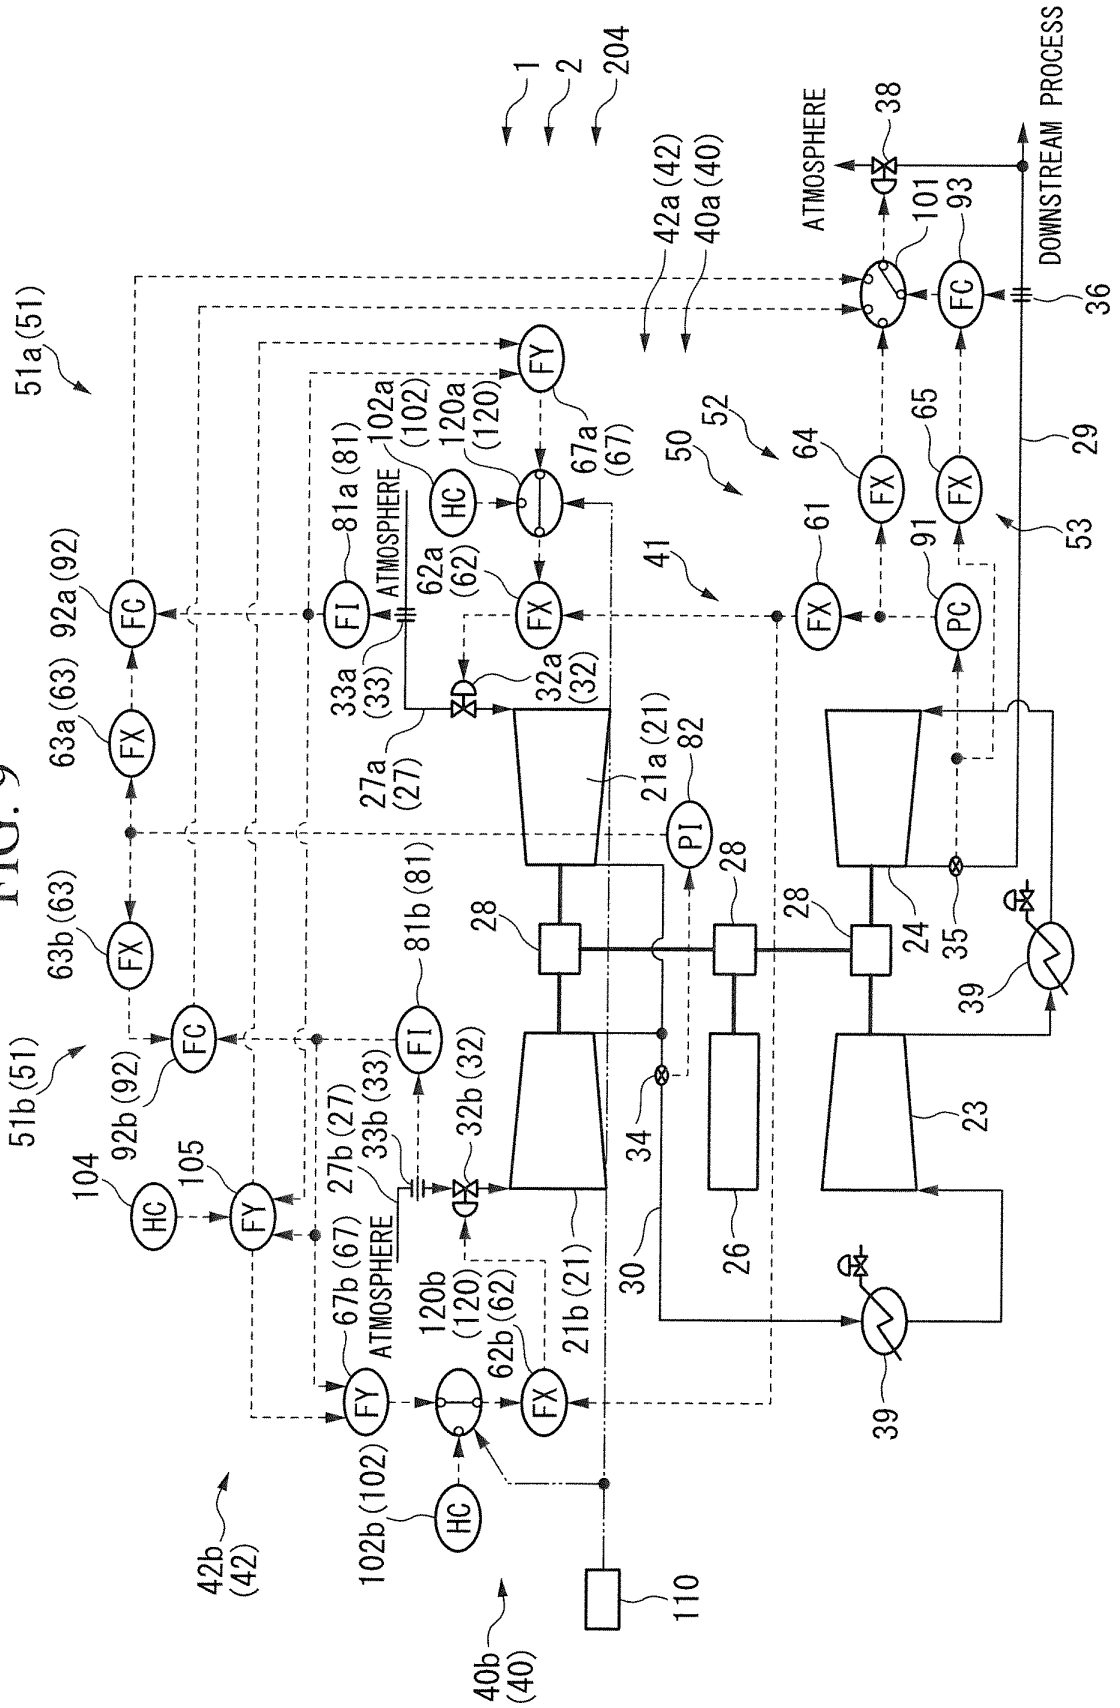 FIG. 9
51a(51)
51b(51)
42b
(42)
40b
(40)
1
2
204
42a(42)
40a(40)
63a(63)
FX
92a(92)
FC
63b(63)
FX
92b(92)
FC
104
HC
105
FY
67b(67)
FY
ATMOSPHERE
27b(27)
33b(33)
81b(81)
FI
32b(32)
120b
(120)
62b(62)
FX
102b(102)
HC
110
21b(21)
27a
(27)
33a
(33)
FI
81a(81)
ATMOSPHERE
HC
102a
(102)
120a
(120)
FY
67a
(67)
62a
(62)
FX
32a
(32)
21a(21)
PI
82
28
28
28
34
30
26
39
23
39
24
35
41
50
52
53
FX
61
FX
64
FX
65
PC
91
29
ATMOSPHERE
38
101
FC
93
36
DOWNSTREAM PROCESS